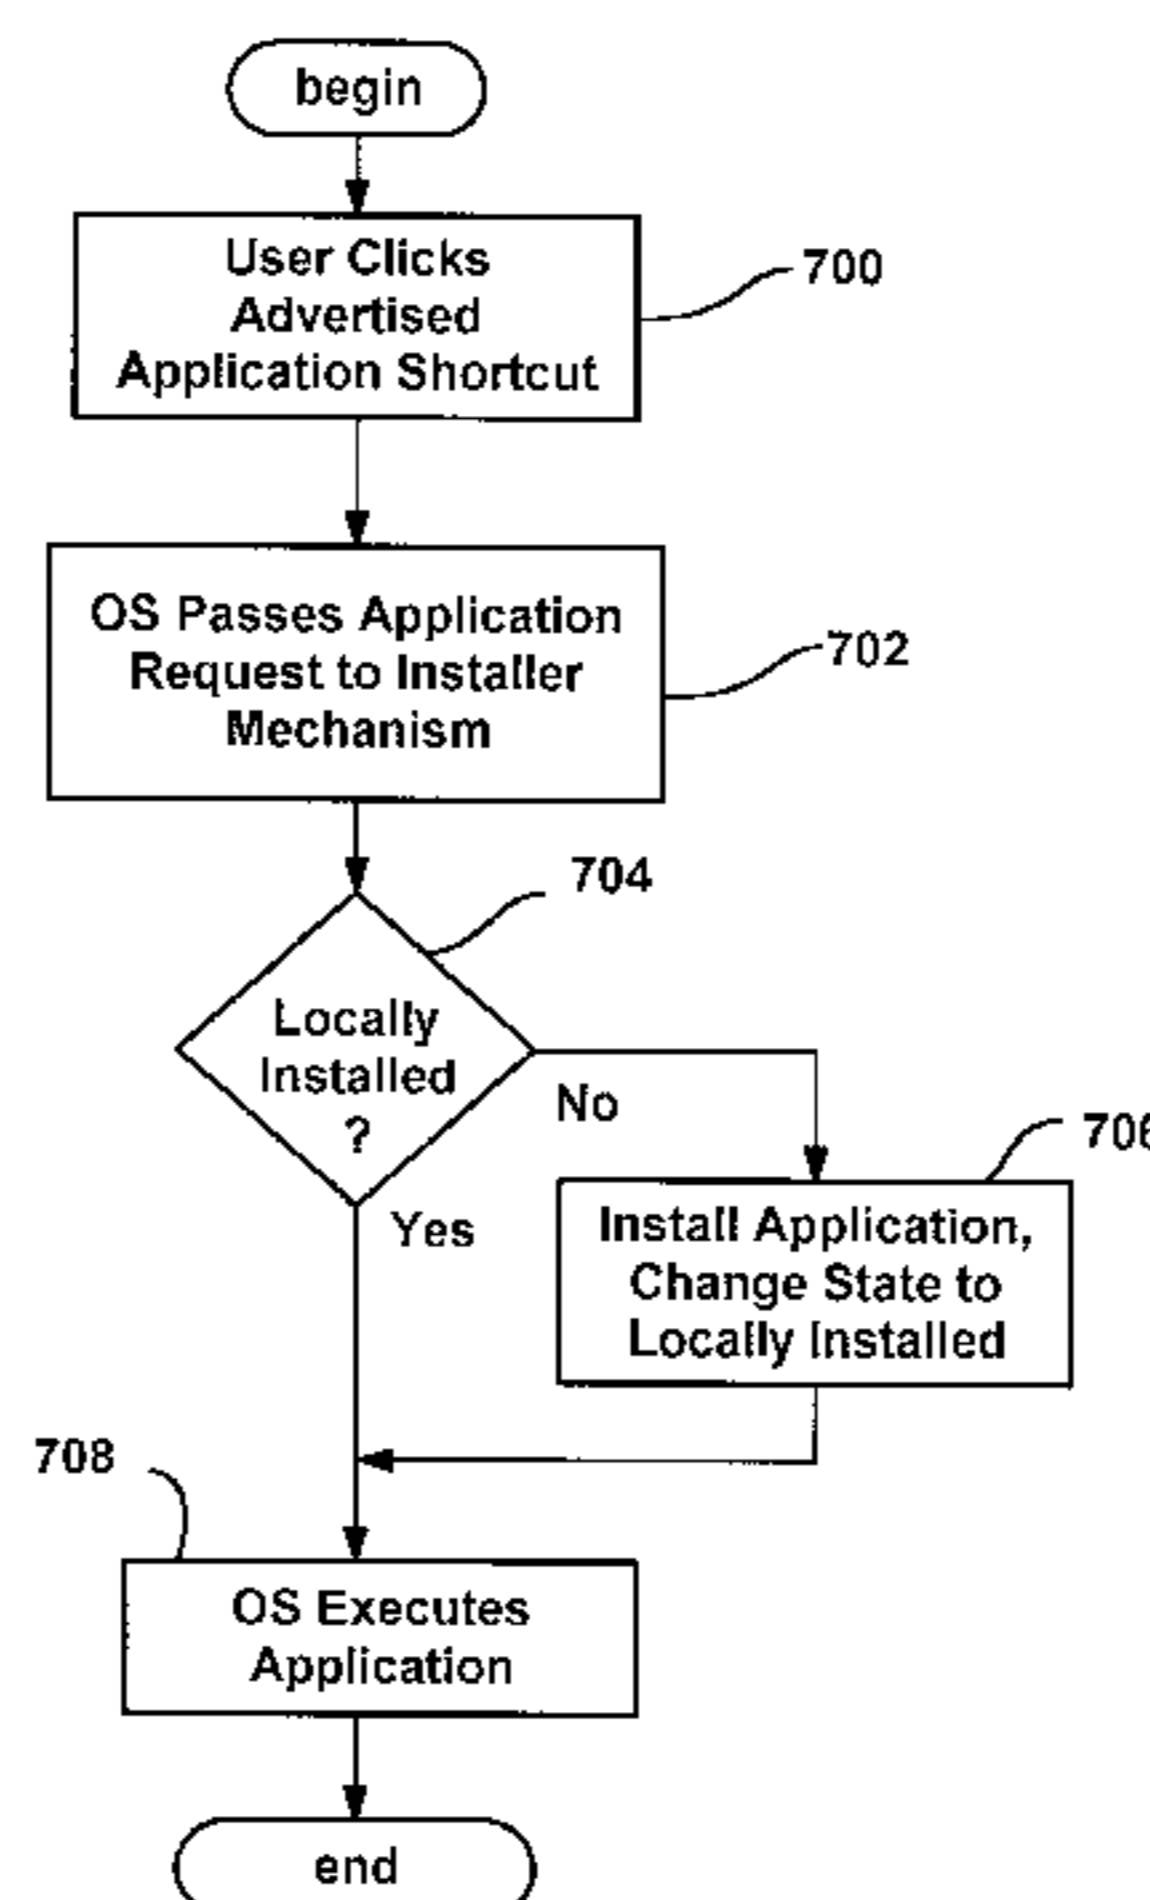 begin
User Clicks
Advertised
Application Shortcut
700
OS Passes Application
Request to Installer
Mechanism
702
704
Locally
Installed
?
No
Yes
706
Install Application,
Change State to
Locally Installed
708
OS Executes
Application
end